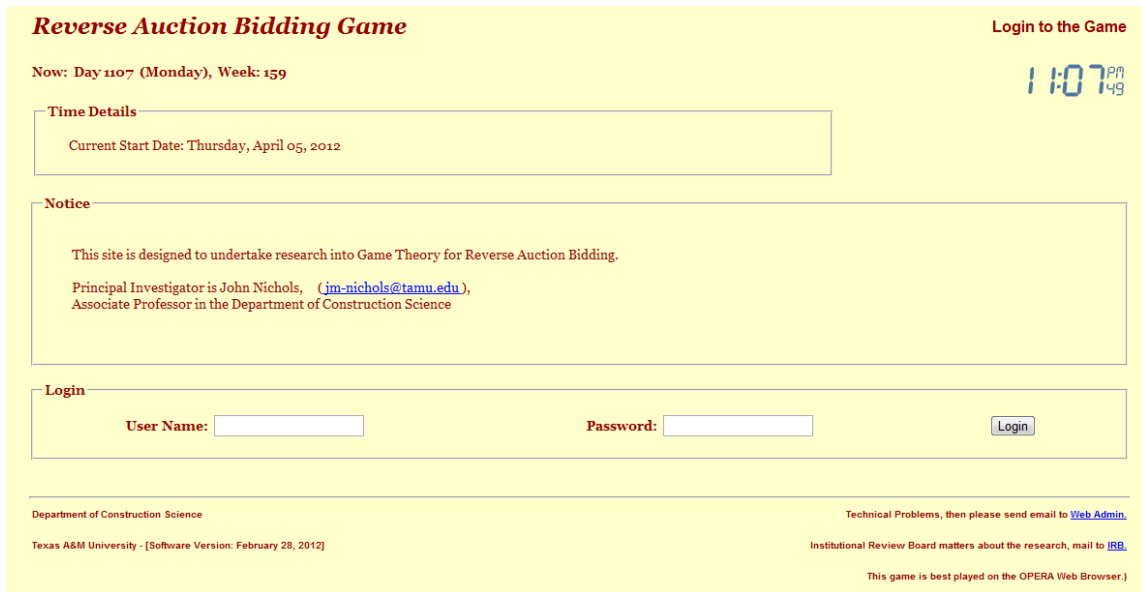 Reverse Auction Bidding Game
Login to the Game
Now: Day 1107 (Monday), Week: 159
11:07 PM 49
Time Details
Current Start Date: Thursday, April 05, 2012
Notice
This site is designed to undertake research into Game Theory for Reverse Auction Bidding.
Principal Investigator is John Nichols, ( jm-nichols@tamu.edu ),
Associate Professor in the Department of Construction Science
Login
User Name: Password: Login
Department of Construction Science
Technical Problems, then please send email to Web Admin.
Texas A&M University - [Software Version: February 28, 2012]
Institutional Review Board matters about the research, mail to IRB.
This game is best played on the OPERA Web Browser.)